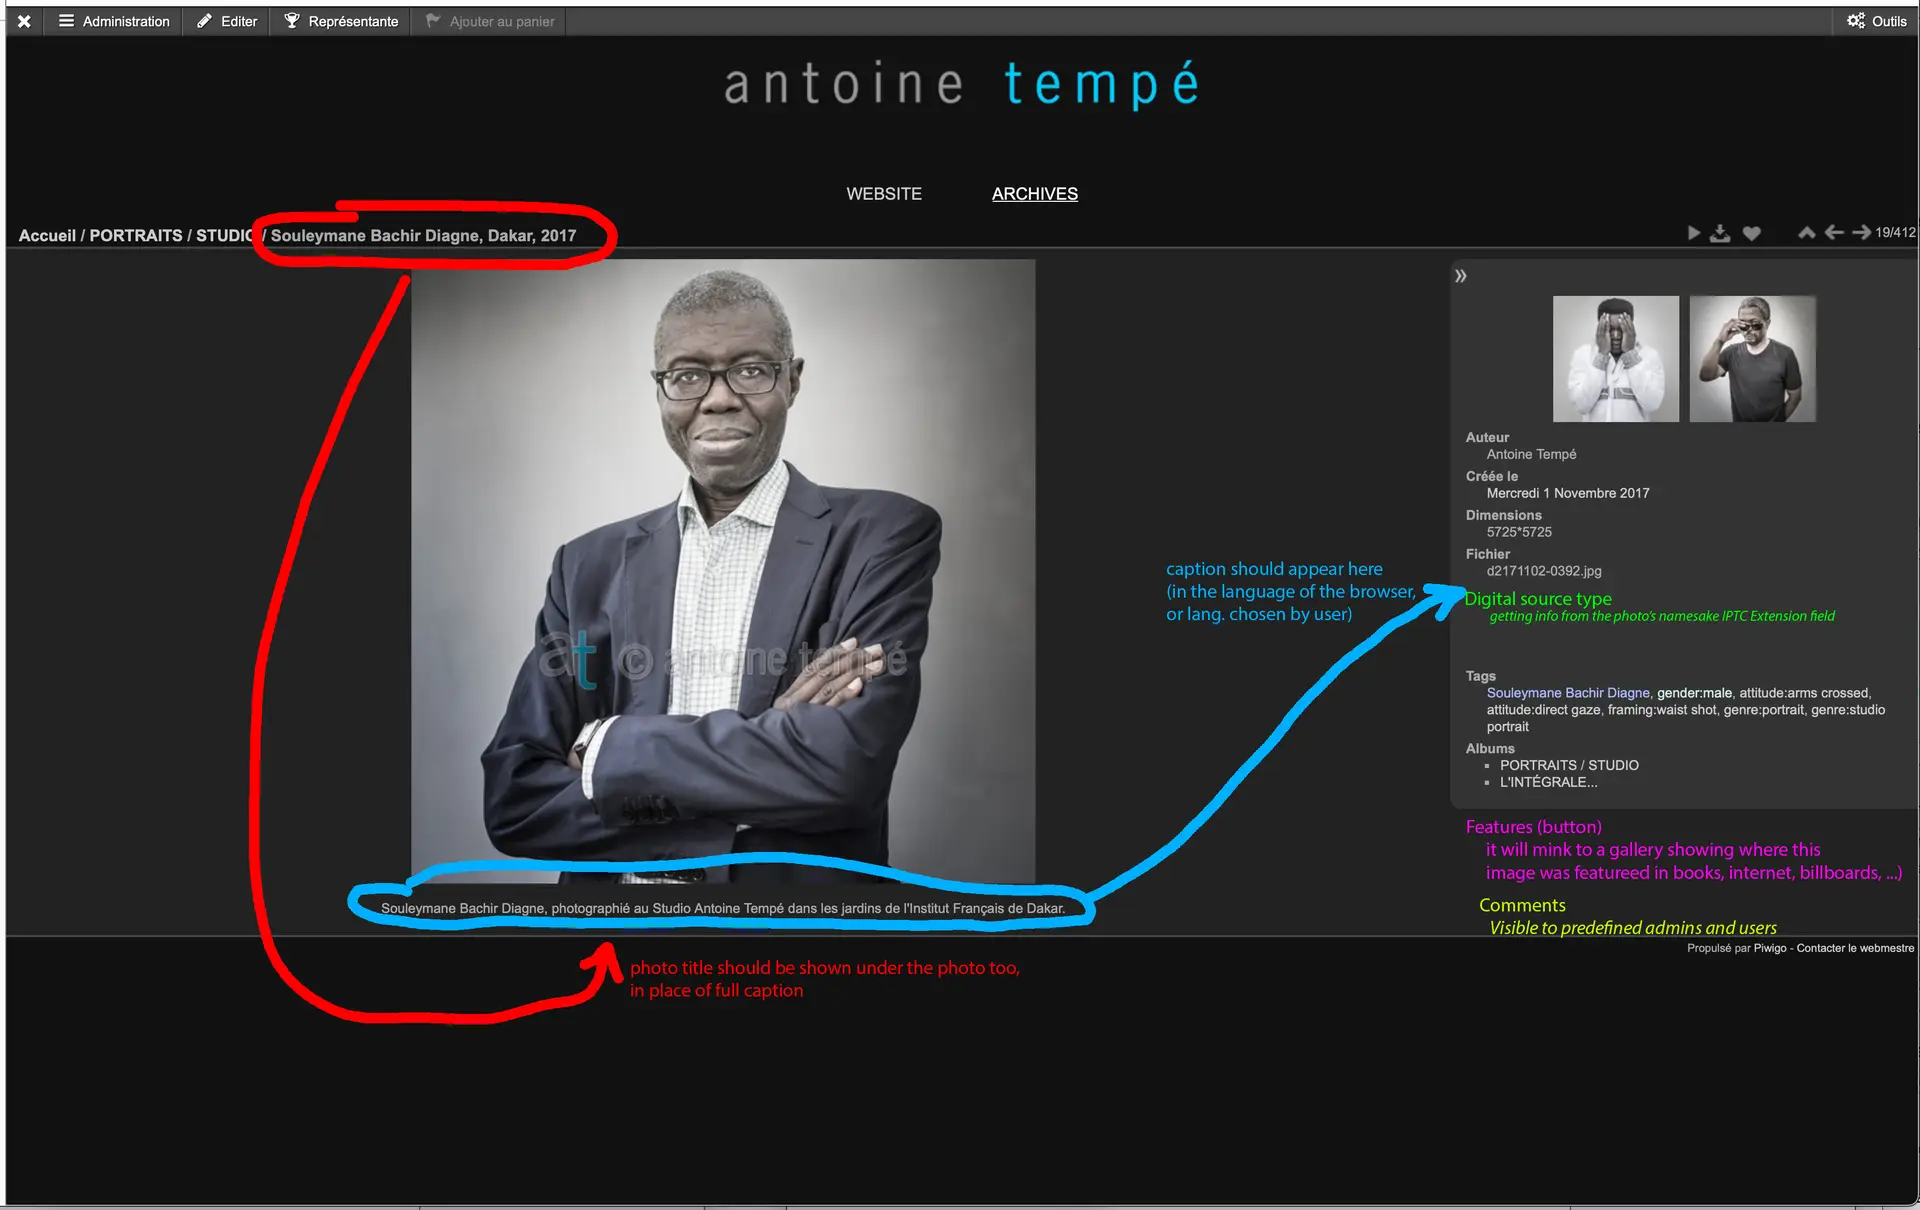 Administration
Editer
Représentante
Ajouter au panier
Outils
antoine tempé
WEBSITE
ARCHIVES
Accueil / PORTRAITS / STUDIO / Souleymane Bachir Diagne, Dakar, 2017
19/412
»
Auteur
Antoine Tempé
Créée le
Mercredi 1 Novembre 2017
Dimensions
5725*5725
Fichier
d2171102-0392.jpg
caption should appear here
(in the language of the browser,
or lang. chosen by user)
Digital source type
getting info from the photo's namesake IPTC Extension field
at © antoine tempé
Tags
Souleymane Bachir Diagne, gender:male, attitude:arms crossed,
attitude:direct gaze, framing:waist shot, genre:portrait, genre:studio
portrait
Albums
PORTRAITS / STUDIO
L'INTÉGRALE...
Features (button)
it will mink to a gallery showing where this
image was featureed in books, internet, billboards, ...)
Comments
Visible to predefined admins and users
Souleymane Bachir Diagne, photographié au Studio Antoine Tempé dans les jardins de l'Institut Français de Dakar.
Propulsé par Piwigo - Contacter le webmestre
photo title should be shown under the photo too,
in place of full caption